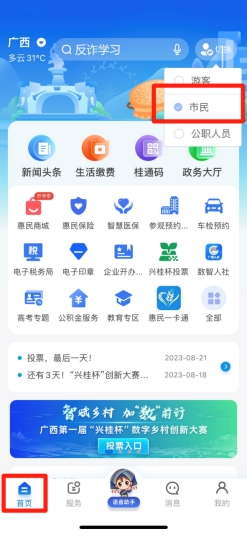 广西
多云 31°C
反诈学习
切换
游客
市民
公职人员
新闻头条 生活缴费 桂通码 政务大厅
惠民商城 惠民保险 智慧医保 参观预约... 车检预约...
电子税务局 电子印章 企业开办... 兴桂杯投票 数智人社
高考专题 公积金服务 教育专区 惠民一卡通 全部
投票，最后一天！ 2023-08-21
还有3天！“兴桂杯”创新大赛... 2023-08-18
智赋乡村 加“数”前行
广西第一届“兴桂杯”数字乡村创新大赛
投票入口
首页 服务 语音助手 消息 我的